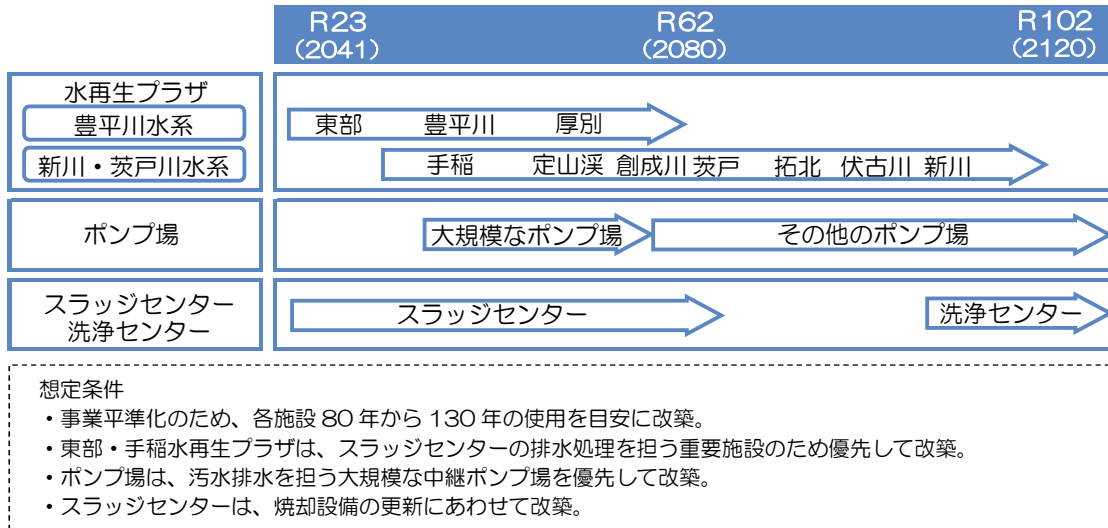 R23 R62 R102
(2041) (2080) (2120)
水再生プラザ
豊平川水系
東部 豊平川 厚別
新川・茨戸川水系
手稲 定山渓 創成川 茨戸 拓北 伏古川 新川
ポンプ場
大規模なポンプ場 その他のポンプ場
スラッジセンター
洗浄センター
スラッジセンター 洗浄センター
想定条件
・事業平準化のため、各施設 80 年から 130 年の使用を目安に改築。
・東部・手稲水再生プラザは、スラッジセンターの排水処理を担う重要施設のため優先して改築。
・ポンプ場は、汚水排水を担う大規模な中継ポンプ場を優先して改築。
・スラッジセンターは、焼却設備の更新にあわせて改築。